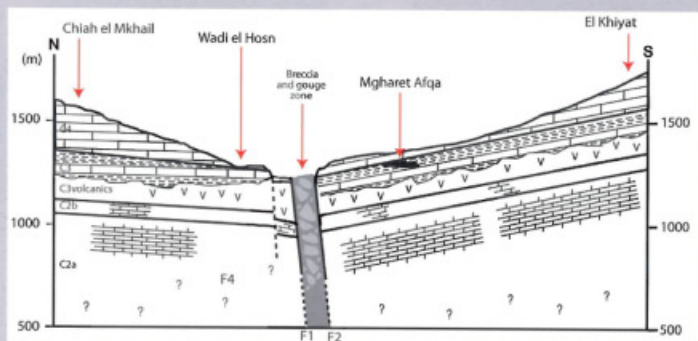 Chiah el Mkhail
El Khiyat
N
Wadi el Hosn
S
(m)
Breccia
and gouge
zone
Mgharet Afqa
1500
1500
C3volcanics
V V V V V V
V V V V V V
C2b
1000
1000
C2a
?
? F4
? ? ?
? ? ? ?
500
500
F1 F2